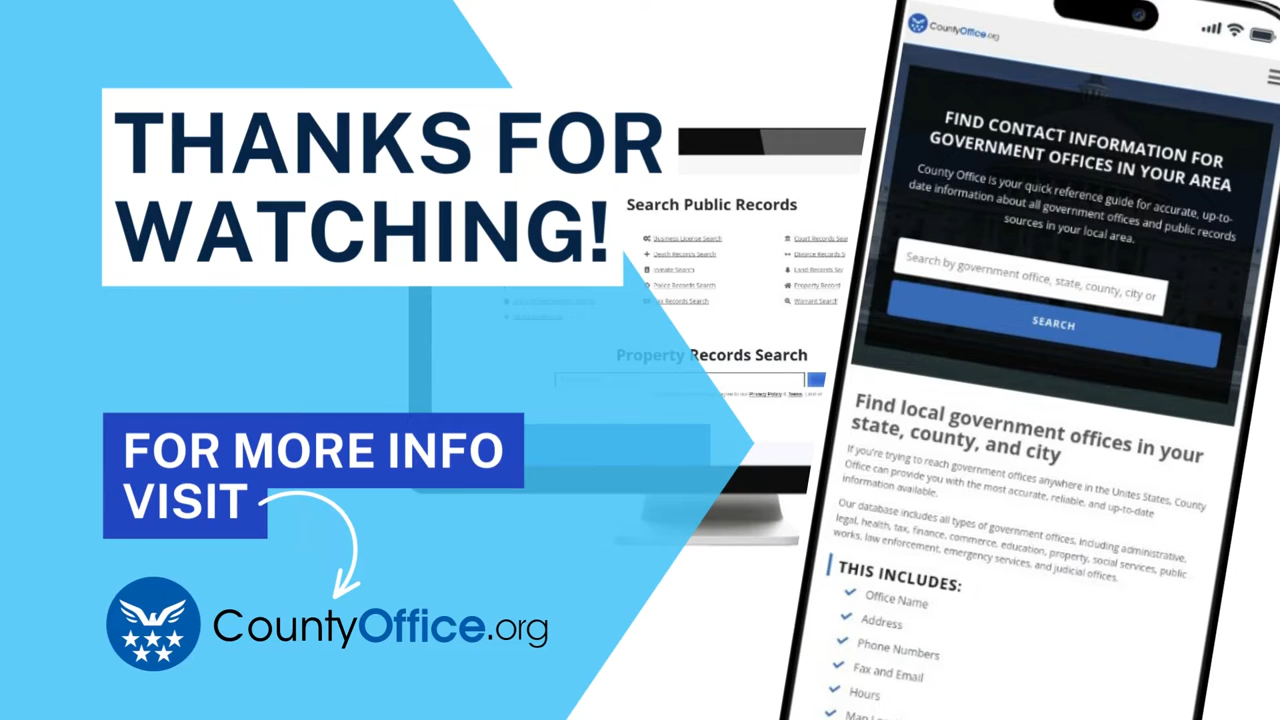 THANKS FOR
WATCHING!
FOR MORE INFO
VISIT
CountyOffice.org
Search Public Records
Business License Search
Court Records Sear
Death Records Search
Divorce Records S
Inmate Search
Land Records Sea
Police Records Search
Property Record
Tax Records Search
Warrant Search
Property Records Search
Privacy Policy & Terms
CountyOffice.org
FIND CONTACT INFORMATION FOR
GOVERNMENT OFFICES IN YOUR AREA
County Office is your quick reference guide for accurate, up-to-
date information about all government offices and public records
sources in your local area.
Search by government office, state, county, city or
SEARCH
Find local government offices in your
state, county, and city
If you're trying to reach government offices anywhere in the Unites States, County
Office can provide you with the most accurate, reliable, and up-to-date
information available.
Our database includes all types of government offices, including administrative,
legal, health, tax, finance, commerce, education, property, social services, public
works, law enforcement, emergency services, and judicial offices.
THIS INCLUDES:
Office Name
Address
Phone Numbers
Fax and Email
Hours